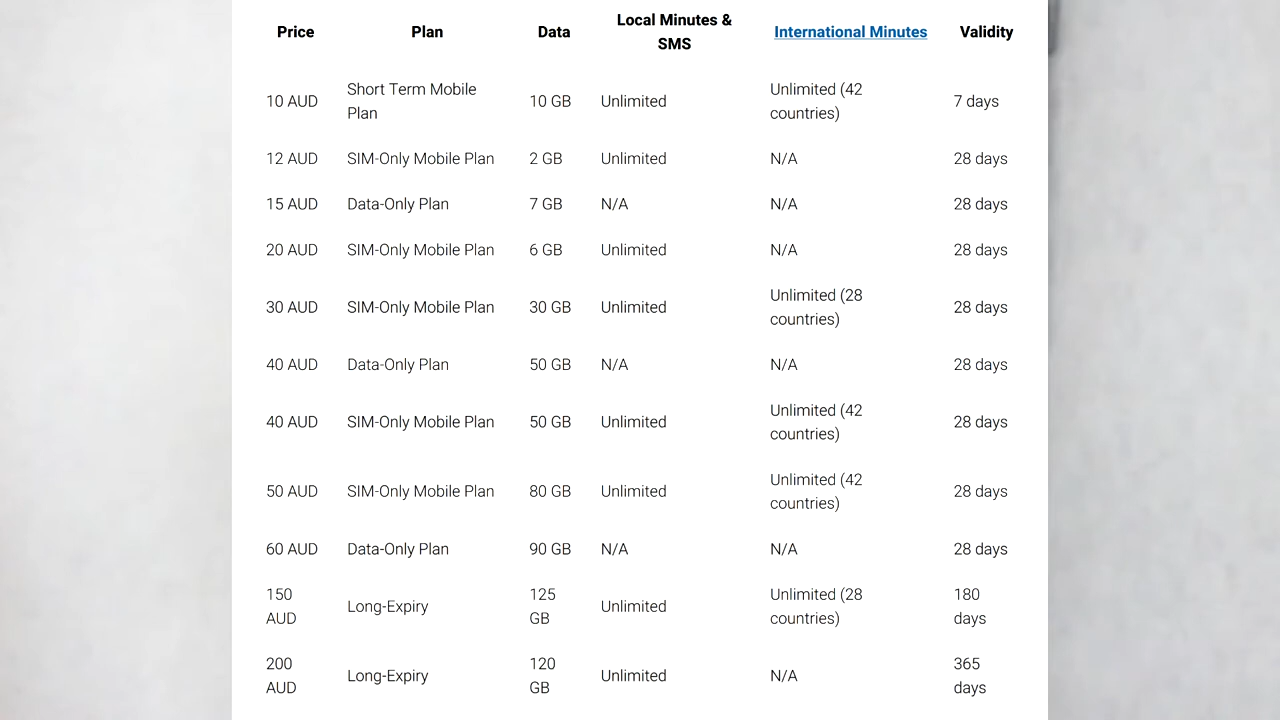 Price Plan Data Local Minutes & SMS International Minutes Validity
10 AUD Short Term Mobile Plan 10 GB Unlimited Unlimited (42 countries) 7 days
12 AUD SIM-Only Mobile Plan 2 GB Unlimited N/A 28 days
15 AUD Data-Only Plan 7 GB N/A N/A 28 days
20 AUD SIM-Only Mobile Plan 6 GB Unlimited N/A 28 days
30 AUD SIM-Only Mobile Plan 30 GB Unlimited Unlimited (28 countries) 28 days
40 AUD Data-Only Plan 50 GB N/A N/A 28 days
40 AUD SIM-Only Mobile Plan 50 GB Unlimited Unlimited (42 countries) 28 days
50 AUD SIM-Only Mobile Plan 80 GB Unlimited Unlimited (42 countries) 28 days
60 AUD Data-Only Plan 90 GB N/A N/A 28 days
150 AUD Long-Expiry 125 GB Unlimited Unlimited (28 countries) 180 days
200 AUD Long-Expiry 120 GB Unlimited N/A 365 days